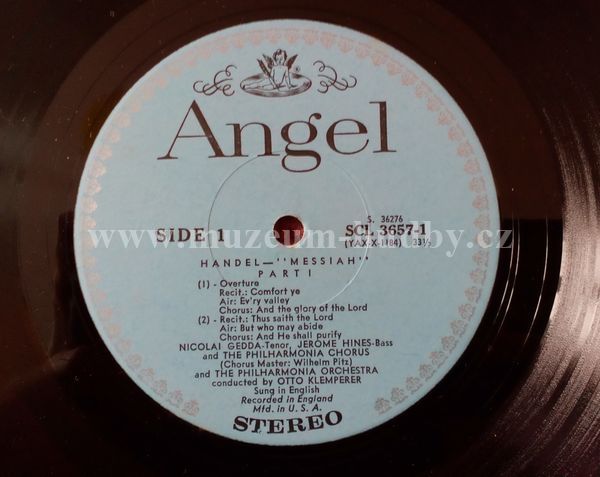 Angel
S. 36276
SIDE 1 SCL 3657-1
(YAX-X-1184) 33⅓
www.muzeum-hudby.cz
HANDEL—"MESSIAH"
PART I
(1) - Overture
Recit.: Comfort ye
Air: Ev'ry valley
Chorus: And the glory of the Lord
(2) - Recit.: Thus saith the Lord
Air: But who may abide
Chorus: And He shall purify
NICOLAI GEDDA-Tenor, JEROME HINES-Bass
and THE PHILHARMONIA CHORUS
(Chorus Master: Wilhelm Pitz)
and THE PHILHARMONIA ORCHESTRA
conducted by OTTO KLEMPERER
Sung in English
Recorded in England
Mfd. in U.S.A.
STEREO